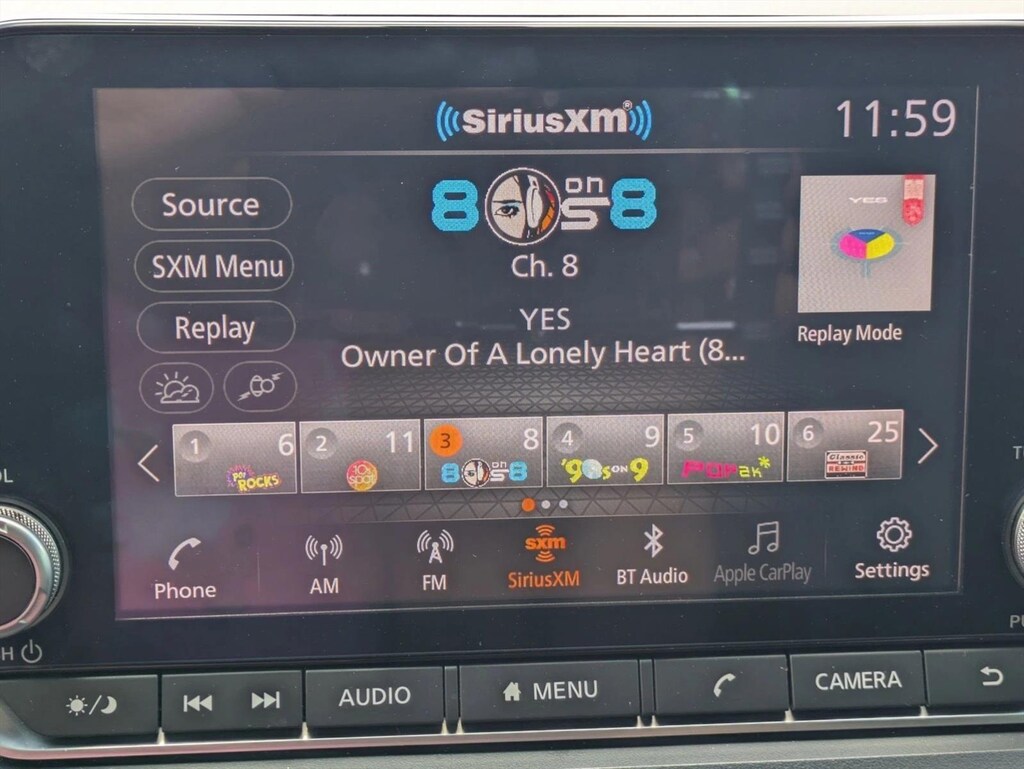 SiriusXM®
11:59
8 on S 8
Ch. 8
YES
Owner Of A Lonely Heart (8...
YES
Replay Mode
Source
SXM Menu
Replay
1 6 POP ROCKS
2 11
3 8 8 on S 8
4 9 '90s ON 9
5 10 POP2K*
6 25 Classic REWIND
Phone
AM
FM
sxm
SiriusXM
BT Audio
Apple CarPlay
Settings
AUDIO
MENU
CAMERA